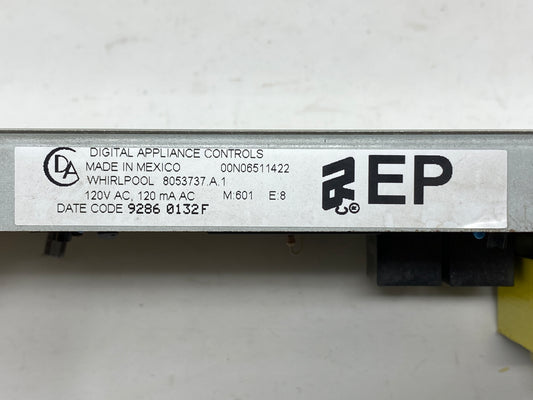 DIGITAL APPLIANCE CONTROLS
MADE IN MEXICO 00N06511422
WHIRLPOOL 8053737.A.1
120V AC, 120 mA AC M:601 E:8
DATE CODE 9286 0132F
CDA
EP
®